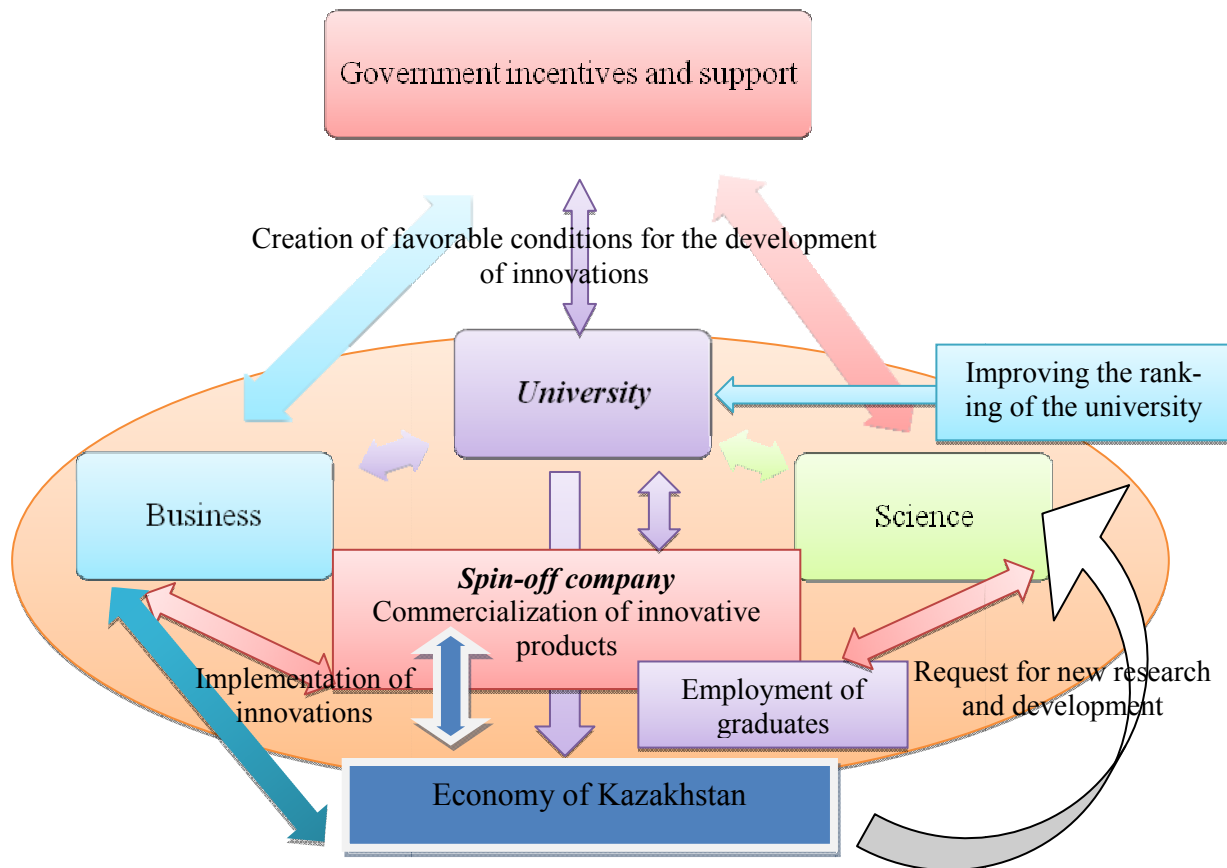 Government incentives and support
Creation of favorable conditions for the development
of innovations
University
Improving the rank-
ing of the university
Business
Science
Spin-off company
Commercialization of innovative
products
Implementation of
innovations
Employment of
graduates
Request for new research
and development
Economy of Kazakhstan